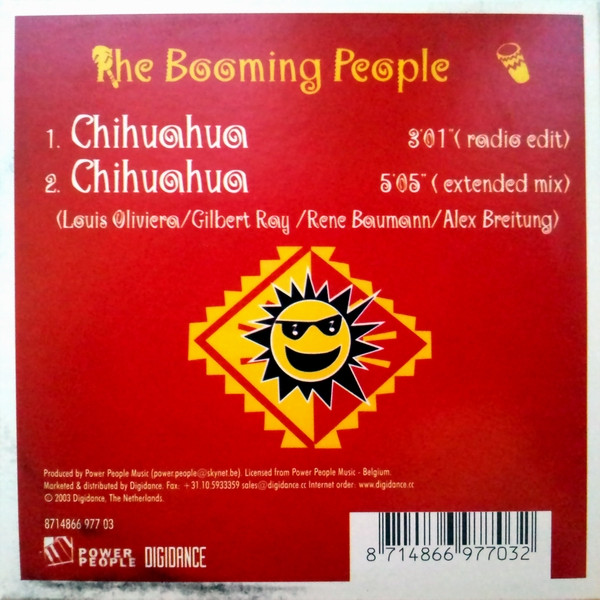 The Booming People
1. Chihuahua 3'01" ( radio edit)
2. Chihuahua 5'05" ( extended mix)
(Louis Oliviera/Gilbert Ray /Rene Baumann/Alex Breitung)
Produced by Power People Music (power.people@skynet.be). Licensed from Power People Music - Belgium.
Marketed & distributed by Digidance. Fax: +31.10.5933359 sales@digidance.cc Internet order: www.digidance.cc
© 2003 Digidance, The Netherlands.
8714866 977 03
POWER PEOPLE DIGIDANCE
8 714866 977032